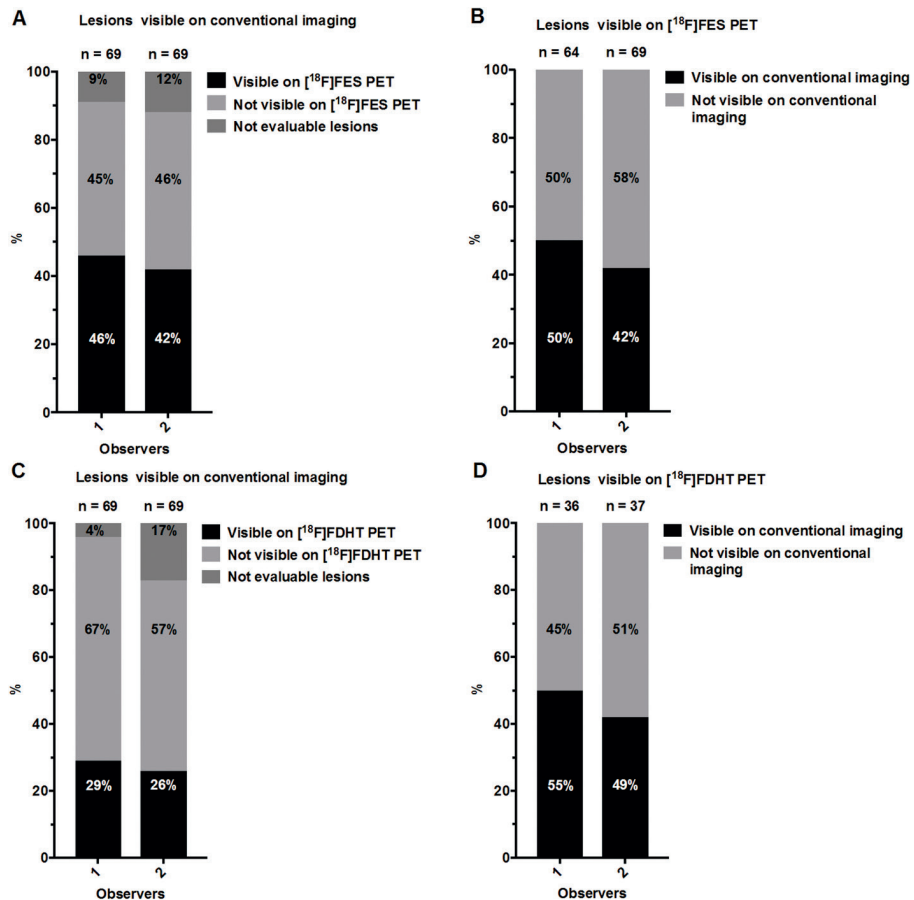 A
Lesions visible on conventional imaging
n = 69 n = 69
100
80
60
40
20
0
%
9% 12%
45% 46%
46% 42%
1 2
Observers
Visible on [¹⁸F]FES PET
Not visible on [¹⁸F]FES PET
Not evaluable lesions
B
Lesions visible on [¹⁸F]FES PET
n = 64 n = 69
100
80
60
40
20
0
%
50% 58%
50% 42%
1 2
Observers
Visible on conventional imaging
Not visible on conventional
imaging
C
Lesions visible on conventional imaging
n = 69 n = 69
100
80
60
40
20
0
%
4% 17%
67% 57%
29% 26%
1 2
Observers
Visible on [¹⁸F]FDHT PET
Not visible on [¹⁸F]FDHT PET
Not evaluable lesions
D
Lesions visible on [¹⁸F]FDHT PET
n = 36 n = 37
100
80
60
40
20
0
%
45% 51%
55% 49%
1 2
Observers
Visible on conventional imaging
Not visible on conventional
imaging